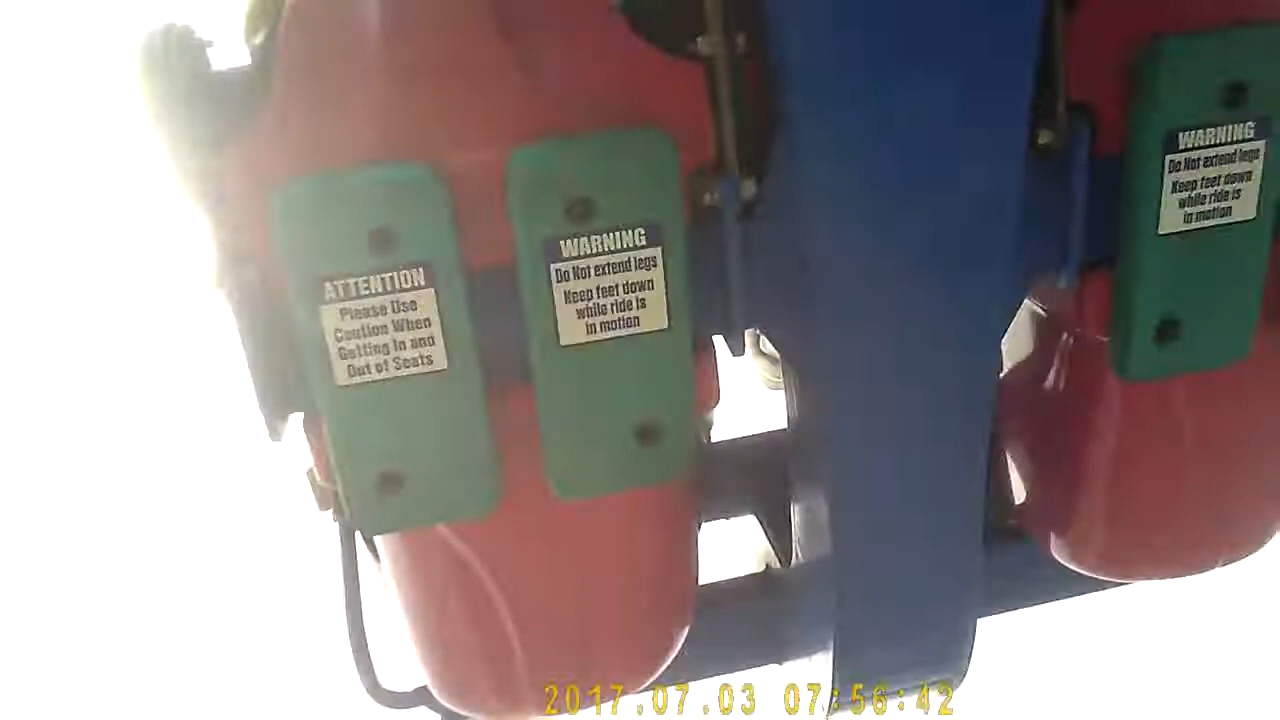 ATTENTION
Please Use
Caution When
Getting In and
Out of Seats
WARNING
Do Not extend legs
Keep feet down
while ride is
in motion
WARNING
Do Not extend legs
Keep feet down
while ride is
in motion
2017.07.03 07:56:42